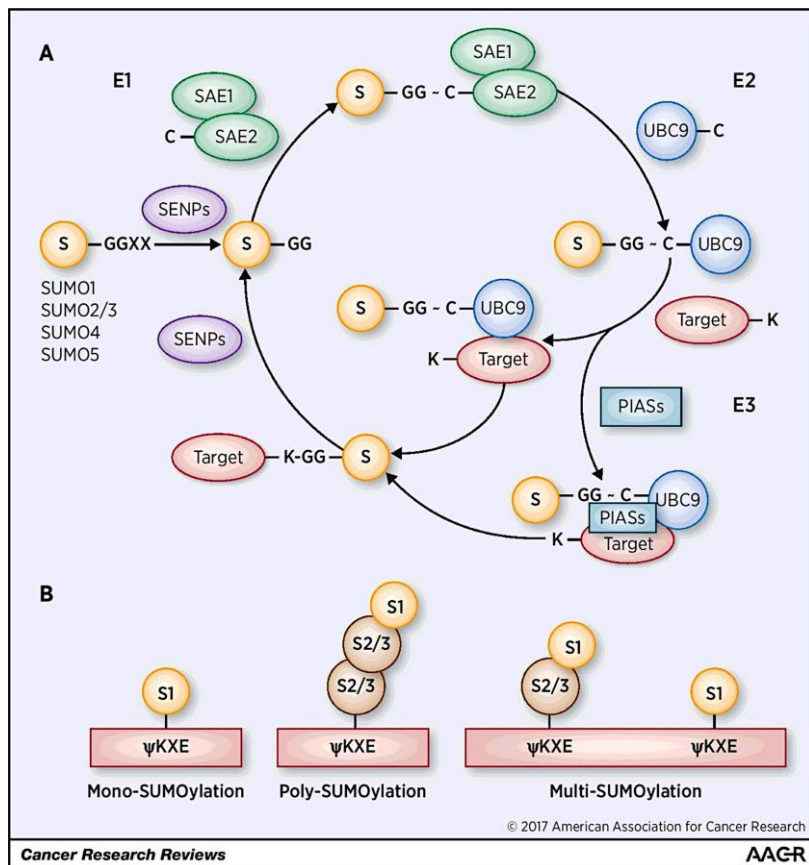 A
E1
SAE1
C
SAE2
S
GG ~ C
SAE1
SAE2
E2
UBC9
C
SENPs
S
GGXX
S
GG
SUMO1
SUMO2/3
SUMO4
SUMO5
S
GG ~ C
UBC9
S
GG ~ C
UBC9
K
Target
Target
K
SENPs
PIASs
E3
Target
K-GG
S
S
GG ~ C
UBC9
PIASs
K
Target
B
S1
ψKXE
Mono-SUMOylation
S1
S2/3
S2/3
ψKXE
Poly-SUMOylation
S1
S2/3
S1
ψKXE
ψKXE
Multi-SUMOylation
© 2017 American Association for Cancer Research
Cancer Research Reviews
AACR